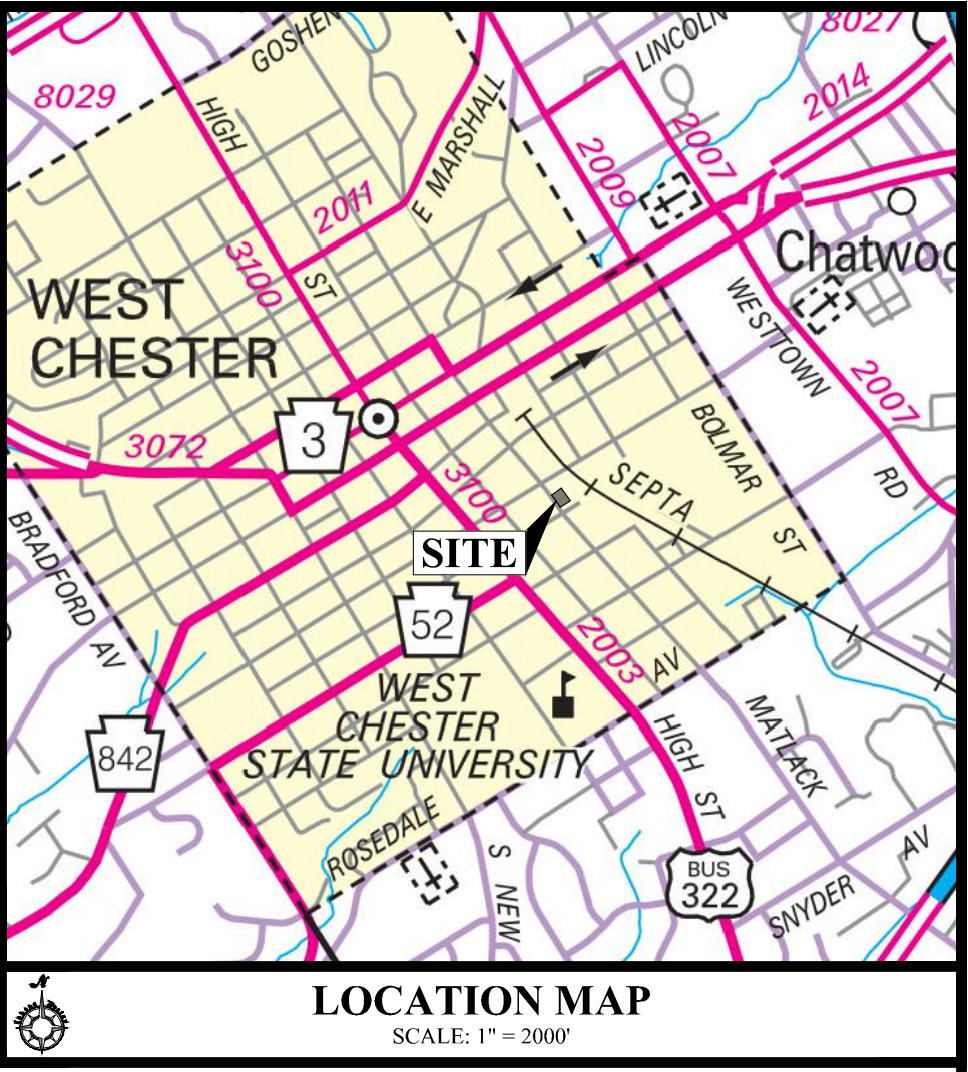 8027
GOSHEN
LINCOLN
8029
2014
HIGH
E MARSHALL
2007
2009
2011
3100
ST
Chatwoo
WEST
CHESTER
WESTTOWN
2007
3
3072
BOLMAR
3100
SEPTA
RD
ST
SITE
BRADFORD AV
52
2003
AV
WEST
CHESTER
STATE UNIVERSITY
MATLACK
HIGH ST
842
ROSEDALE
S NEW
BUS
322
SNYDER
AV
N
LOCATION MAP
SCALE: 1" = 2000'